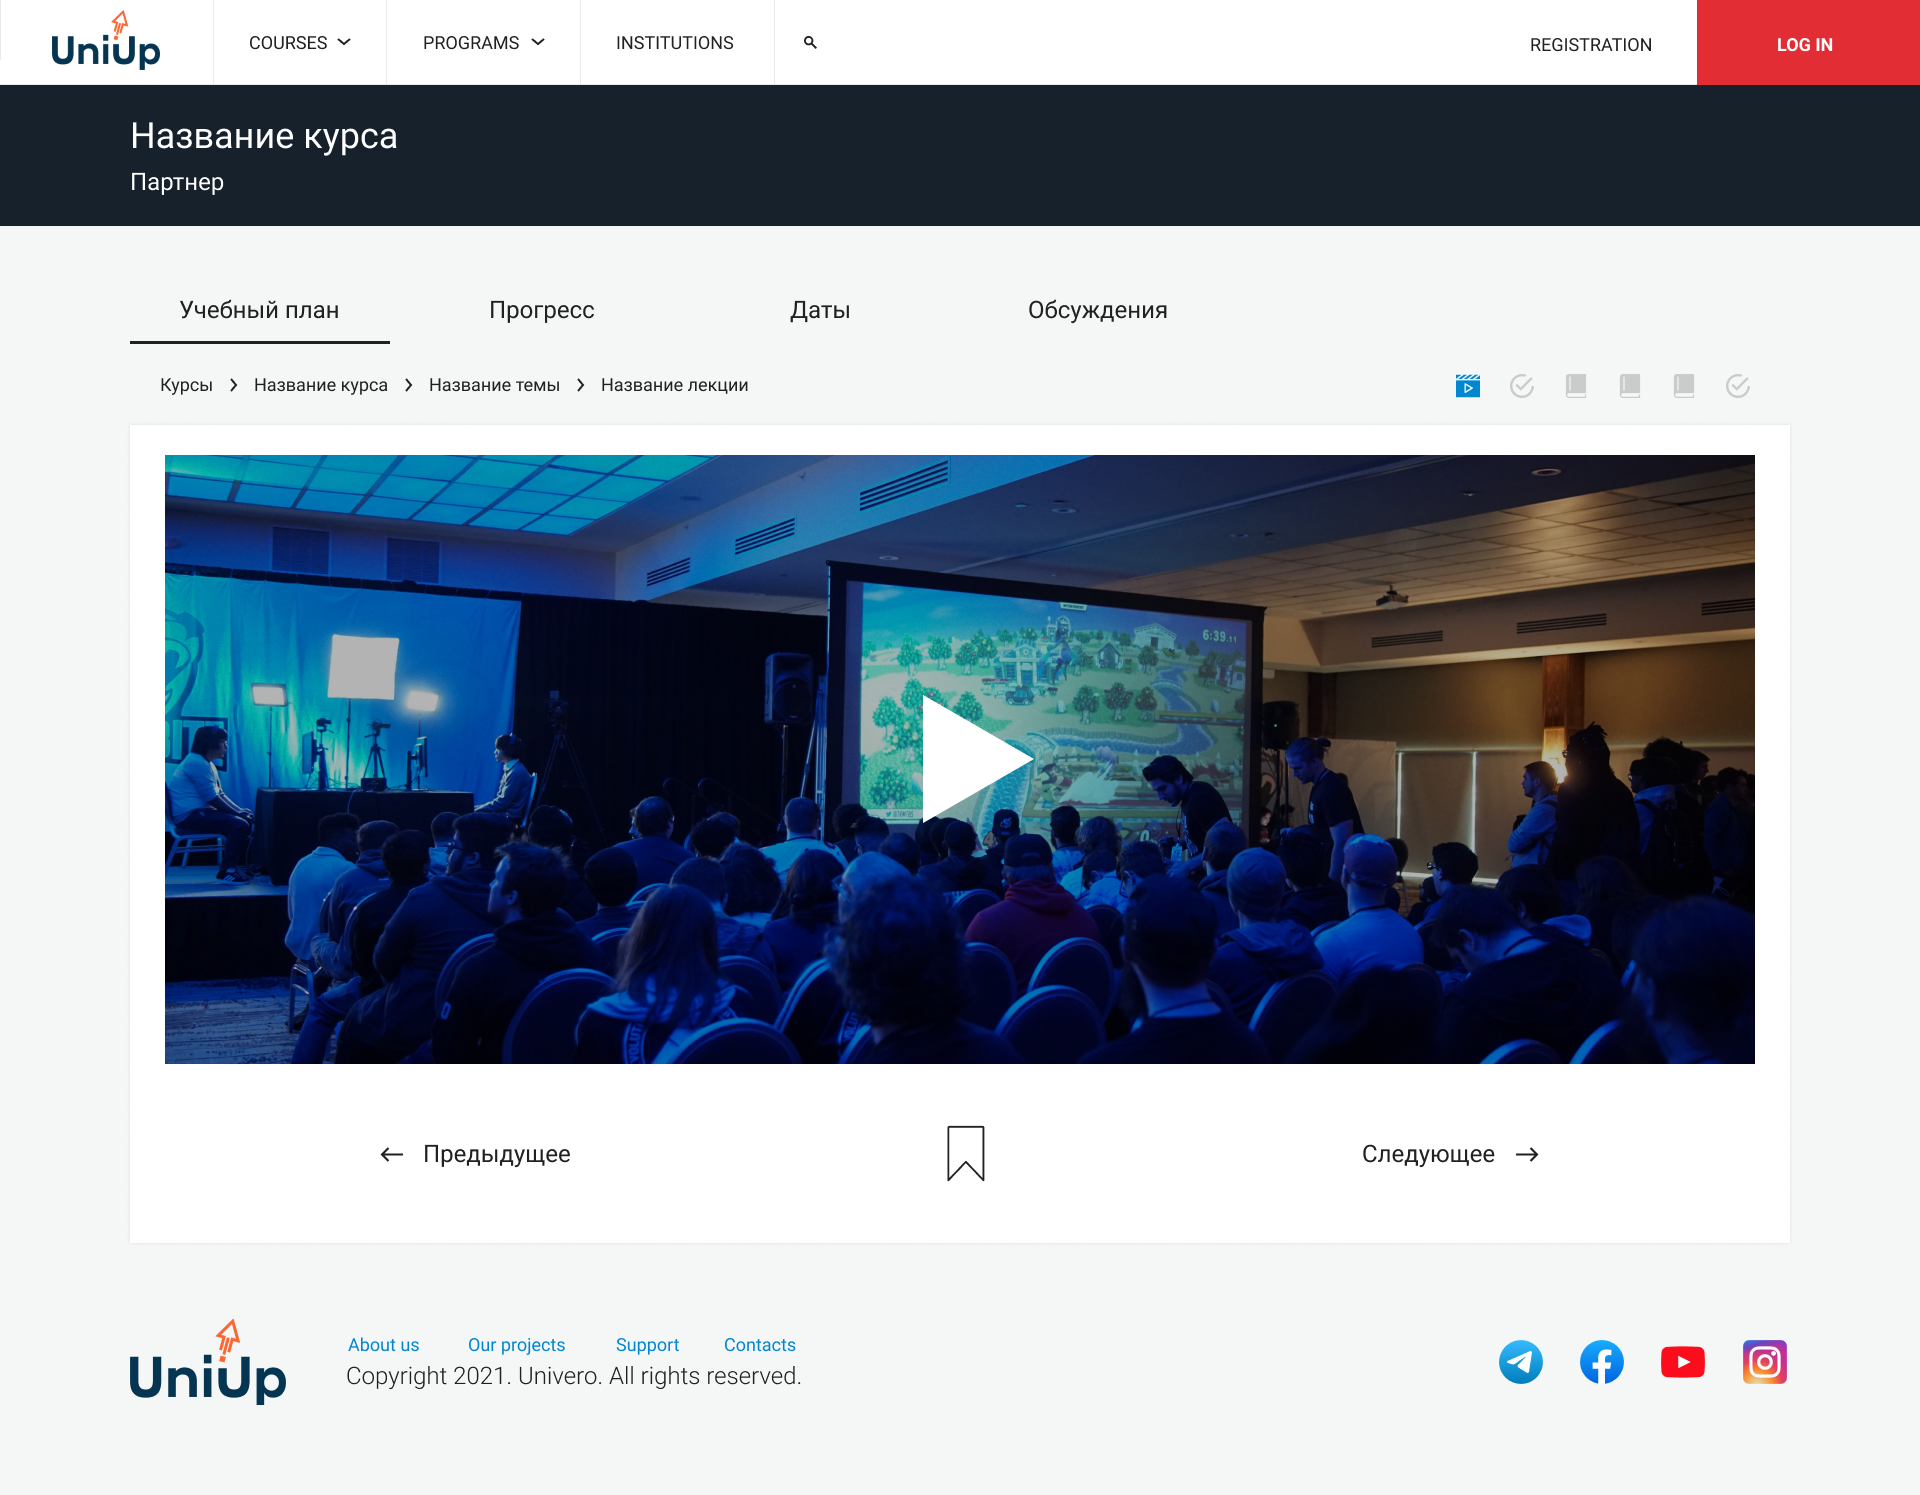 UniUp
COURSES
PROGRAMS
INSTITUTIONS
REGISTRATION
LOG IN
Название курса
Партнер
Учебный план
Прогресс
Даты
Обсуждения
Курсы
Название курса
Название темы
Название лекции
6:39.11
← Предыдущее
Следующее →
UniUp
About us
Our projects
Support
Contacts
Copyright 2021. Univero. All rights reserved.